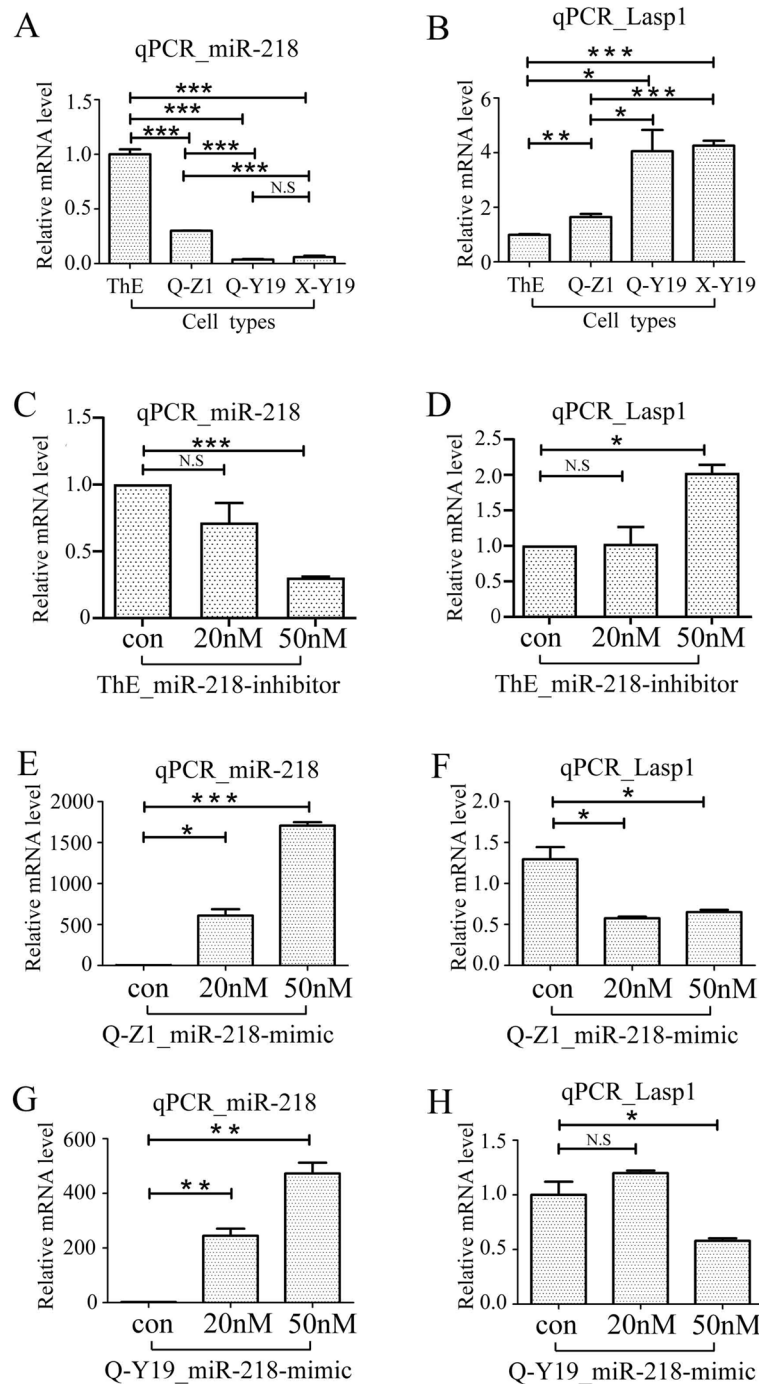 A
qPCR_miR-218
***
***
***
***
***
N.S
Relative mRNA level
1.5
1.0
0.5
0.0
ThE Q-Z1 Q-Y19 X-Y19
Cell types
B
qPCR_Lasp1
***
*
***
*
**
Relative mRNA level
6
4
2
0
ThE Q-Z1 Q-Y19 X-Y19
Cell types
C
qPCR_miR-218
***
N.S
Relative mRNA level
1.5
1.0
0.5
0
con 20nM 50nM
ThE_miR-218-inhibitor
D
qPCR_Lasp1
*
N.S
Relative mRNA level
2.5
2.0
1.5
1.0
0.5
0
con 20nM 50nM
ThE_miR-218-inhibitor
E
qPCR_miR-218
***
*
Relative mRNA level
2000
1500
1000
500
0
con 20nM 50nM
Q-Z1_miR-218-mimic
F
qPCR_Lasp1
*
*
Relative mRNA level
2.0
1.5
1.0
0.5
0.0
con 20nM 50nM
Q-Z1_miR-218-mimic
G
qPCR_miR-218
**
**
Relative mRNA level
600
400
200
0
con 20nM 50nM
Q-Y19_miR-218-mimic
H
qPCR_Lasp1
*
N.S
Relative mRNA level
1.5
1.0
0.5
0.0
con 20nM 50nM
Q-Y19_miR-218-mimic